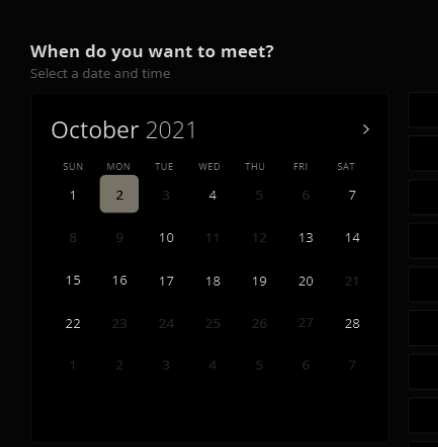 When do you want to meet?
Select a date and time
October 2021 >
SUN MON TUE WED THU FRI SAT
1 2 3 4 5 6 7
8 9 10 11 12 13 14
15 16 17 18 19 20 21
22 23 24 25 26 27 28
1 2 3 4 5 6 7